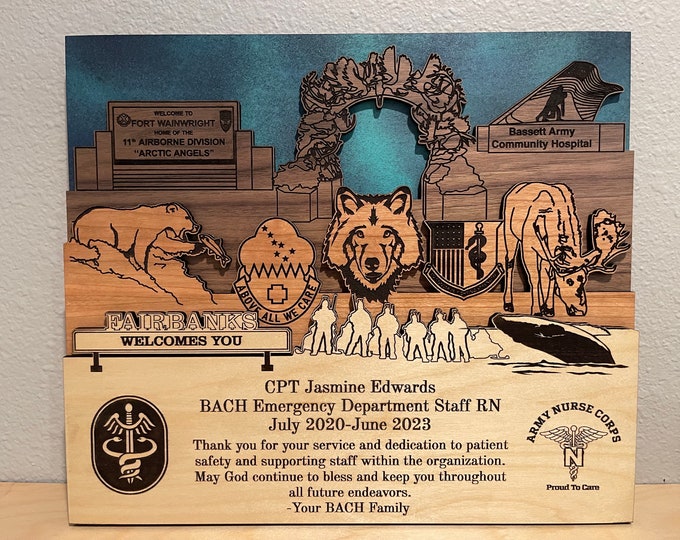 WELCOME TO
FORT WAINWRIGHT
HOME OF THE
11th AIRBORNE DIVISION
"ARCTIC ANGELS"
Bassett Army
Community Hospital
ABOVE ALL WE CARE
FAIRBANKS
WELCOMES YOU
CPT Jasmine Edwards
BACH Emergency Department Staff RN
July 2020-June 2023
Thank you for your service and dedication to patient
safety and supporting staff within the organization.
May God continue to bless and keep you throughout
all future endeavors.
-Your BACH Family
ARMY NURSE CORPS
N
Proud To Care